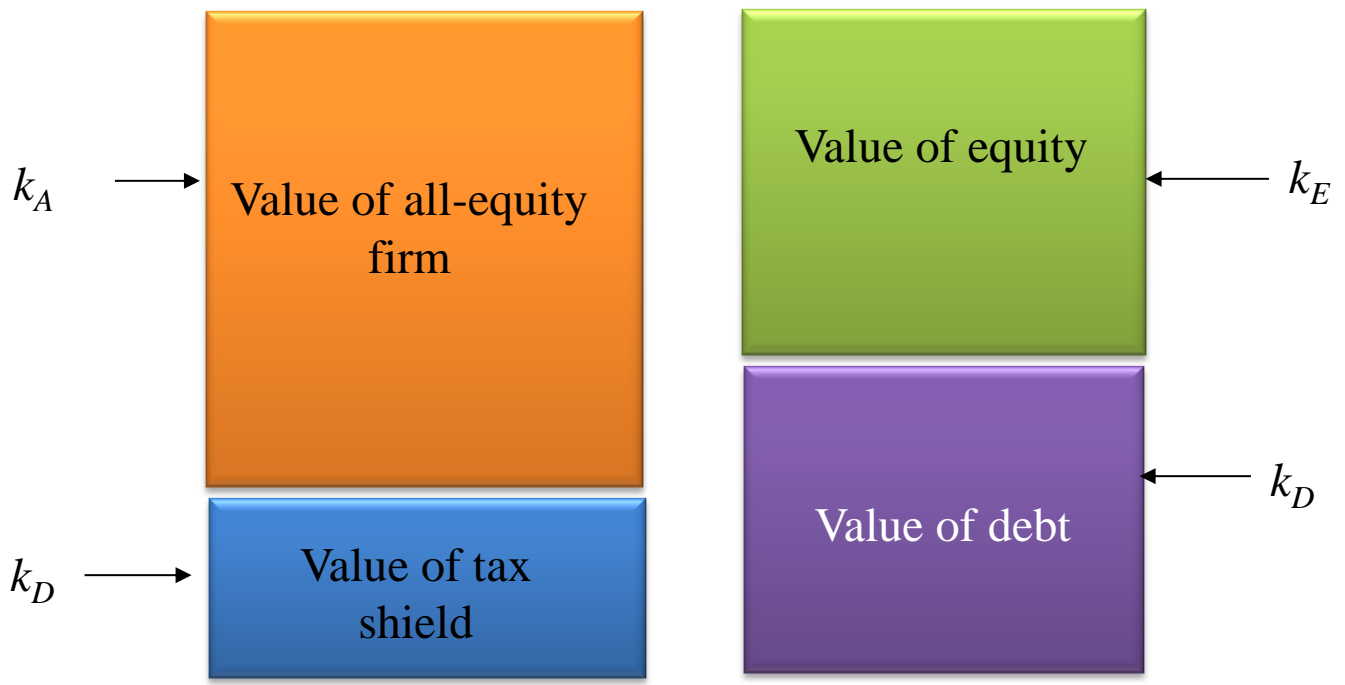 k_A
Value of all-equity
firm
k_D
Value of tax
shield
Value of equity
k_E
Value of debt
k_D